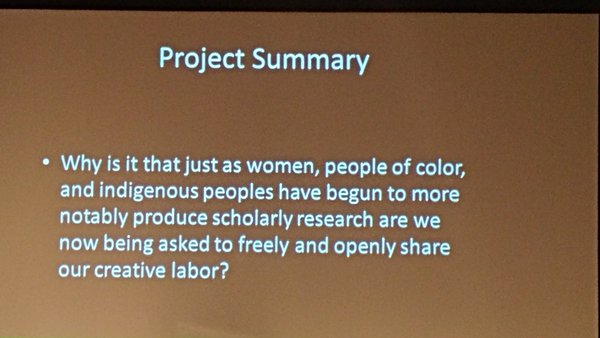 Project Summary
• Why is it that just as women, people of color,
and indigenous peoples have begun to more
notably produce scholarly research are we
now being asked to freely and openly share
our creative labor?